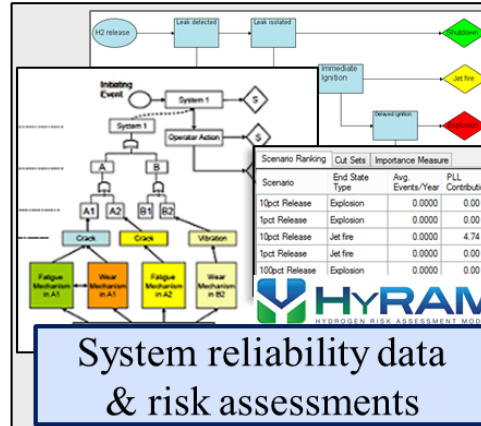 H2 release
Leak detected
Leak isolated
Shutdown
Immediate
Ignition
Jet fire
Delayed ignition
Explosion
Initiating
Event
System 1
S
System 1
Operator Action
S
A
B
A1
A2
B1
B2
Crack
Crack
Vibration
Fatigue
Mechanism
in A1
Wear
Mechanism
in A1
Fatigue
Mechanism
in A2
Wear
Mechanism
in B2
Scenario Ranking Cut Sets Importance Measure
Scenario End State Type Avg. Events/Year PLL Contributi
10pct Release Explosion 0.0000 0.00
1pct Release Explosion 0.0000 0.00
10pct Release Jet fire 0.0000 4.74
1pct Release Jet fire 0.0000 0.00
100pct Release Explosion 0.0000 0.00
HYRAM
HYDROGEN RISK ASSESSMENT MOD
System reliability data
& risk assessments